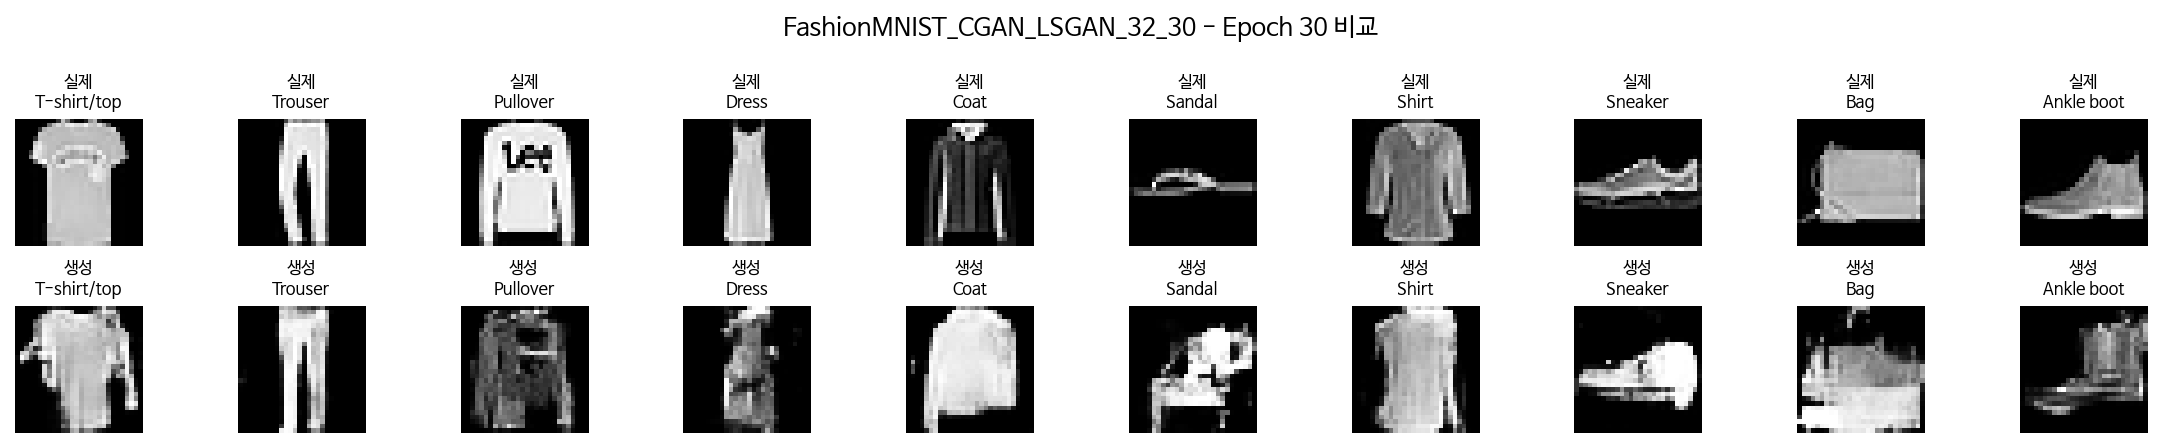 FashionMNIST_CGAN_LSGAN_32_30 - Epoch 30 비교
실제 실제 실제 실제 실제 실제 실제 실제 실제 실제
T-shirt/top Trouser Pullover Dress Coat Sandal Shirt Sneaker Bag Ankle boot
Lee
생성 생성 생성 생성 생성 생성 생성 생성 생성 생성
T-shirt/top Trouser Pullover Dress Coat Sandal Shirt Sneaker Bag Ankle boot